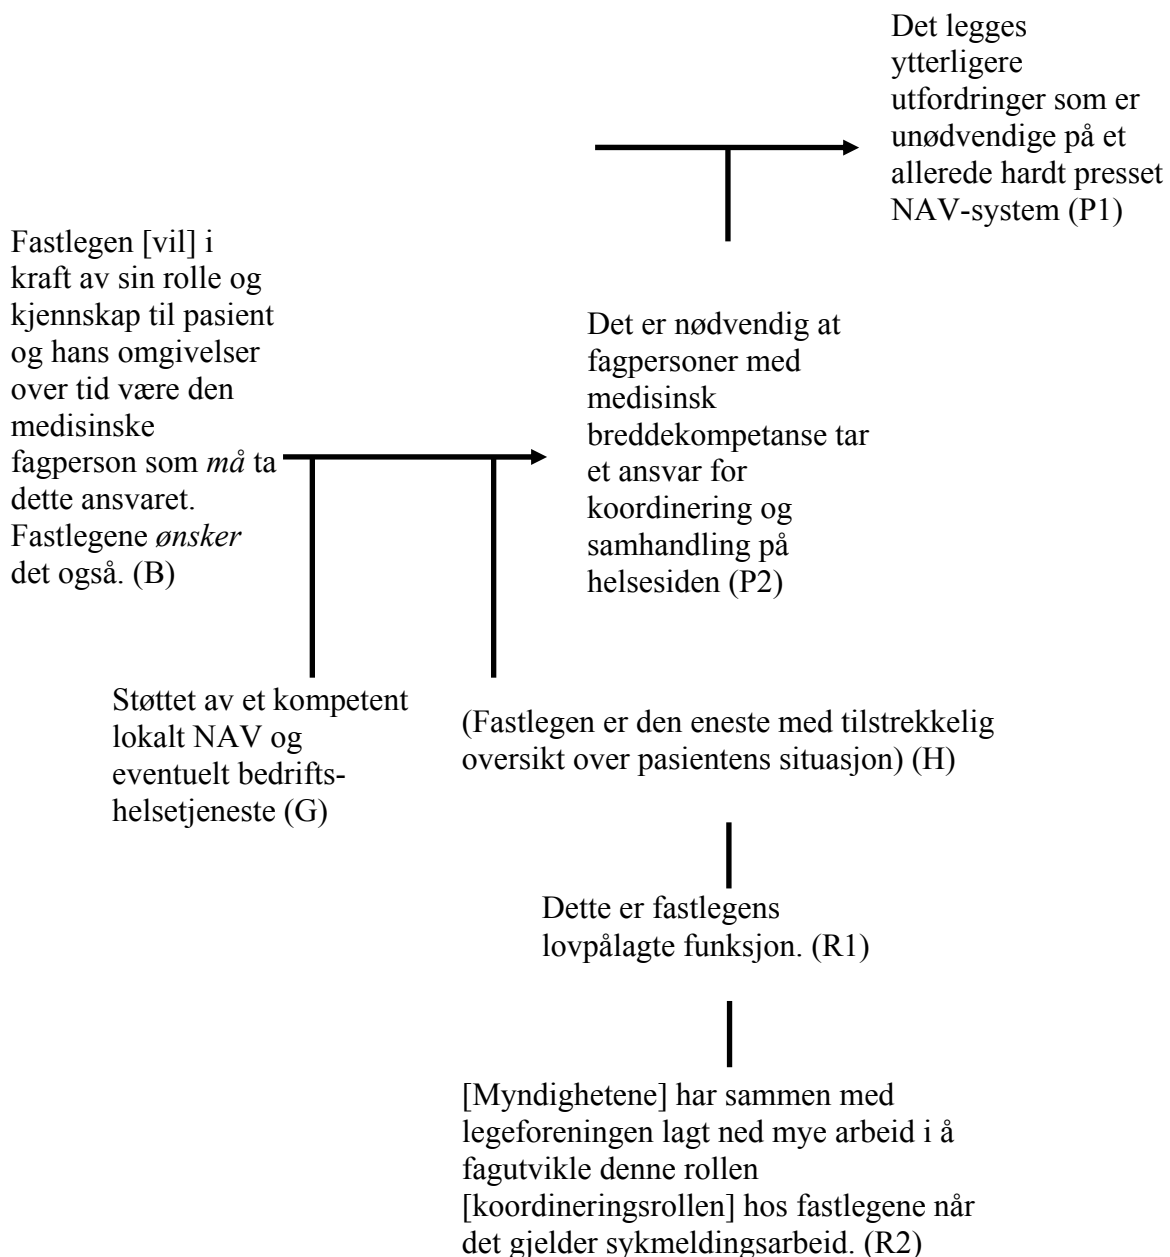 Det legges
ytterligere
utfordringer som er
unødvendige på et
allerede hardt presset
NAV-system (P1)
Fastlegen [vil] i
kraft av sin rolle og
kjennskap til pasient
og hans omgivelser
over tid være den
medisinske
fagperson som må ta
dette ansvaret.
Fastlegene ønsker
det også. (B)
Det er nødvendig at
fagpersoner med
medisinsk
breddekompetanse tar
et ansvar for
koordinering og
samhandling på
helsesiden (P2)
Støttet av et kompetent
lokalt NAV og
eventuelt bedrifts-
helsetjeneste (G)
(Fastlegen er den eneste med tilstrekkelig
oversikt over pasientens situasjon) (H)
Dette er fastlegens
lovpålagte funksjon. (R1)
[Myndighetene] har sammen med
legeforeningen lagt ned mye arbeid i å
fagutvikle denne rollen
[koordineringsrollen] hos fastlegene når
det gjelder sykmeldingsarbeid. (R2)